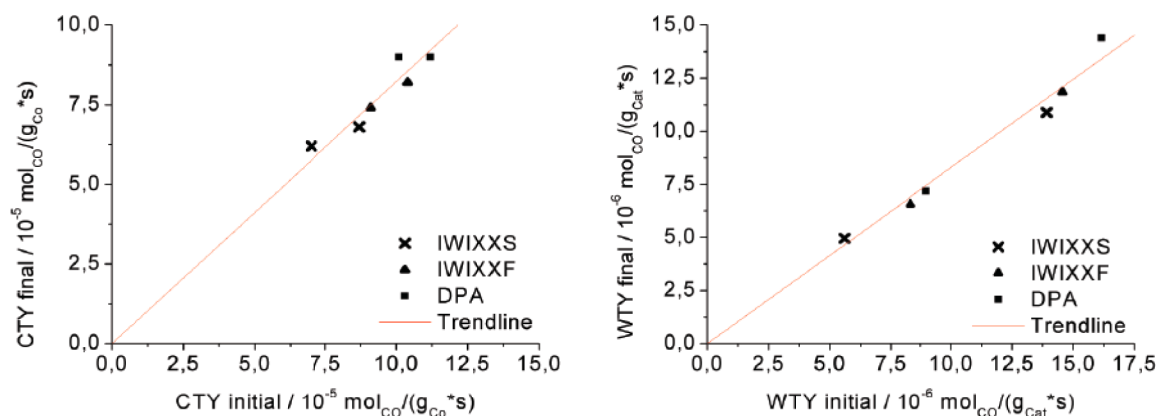 10,0
7,5
5,0
2,5
0,0
CTY final / 10⁻⁵ mol_CO/(g_Co*s)
IWIXXS
IWIXXF
DPA
Trendline
0,0 2,5 5,0 7,5 10,0 12,5 15,0
CTY initial / 10⁻⁵ mol_CO/(g_Co*s)
15,0
12,5
10,0
7,5
5,0
2,5
0,0
WTY final / 10⁻⁶ mol_CO/(g_Cat*s)
IWIXXS
IWIXXF
DPA
Trendline
0,0 2,5 5,0 7,5 10,0 12,5 15,0 17,5
WTY initial / 10⁻⁶ mol_CO/(g_Cat*s)